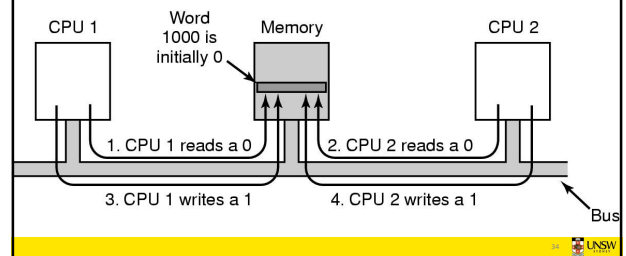 CPU 1
Word
1000 is
initially 0
Memory
CPU 2
1. CPU 1 reads a 0
2. CPU 2 reads a 0
3. CPU 1 writes a 1
4. CPU 2 writes a 1
Bus
34
UNSW
SYDNEY